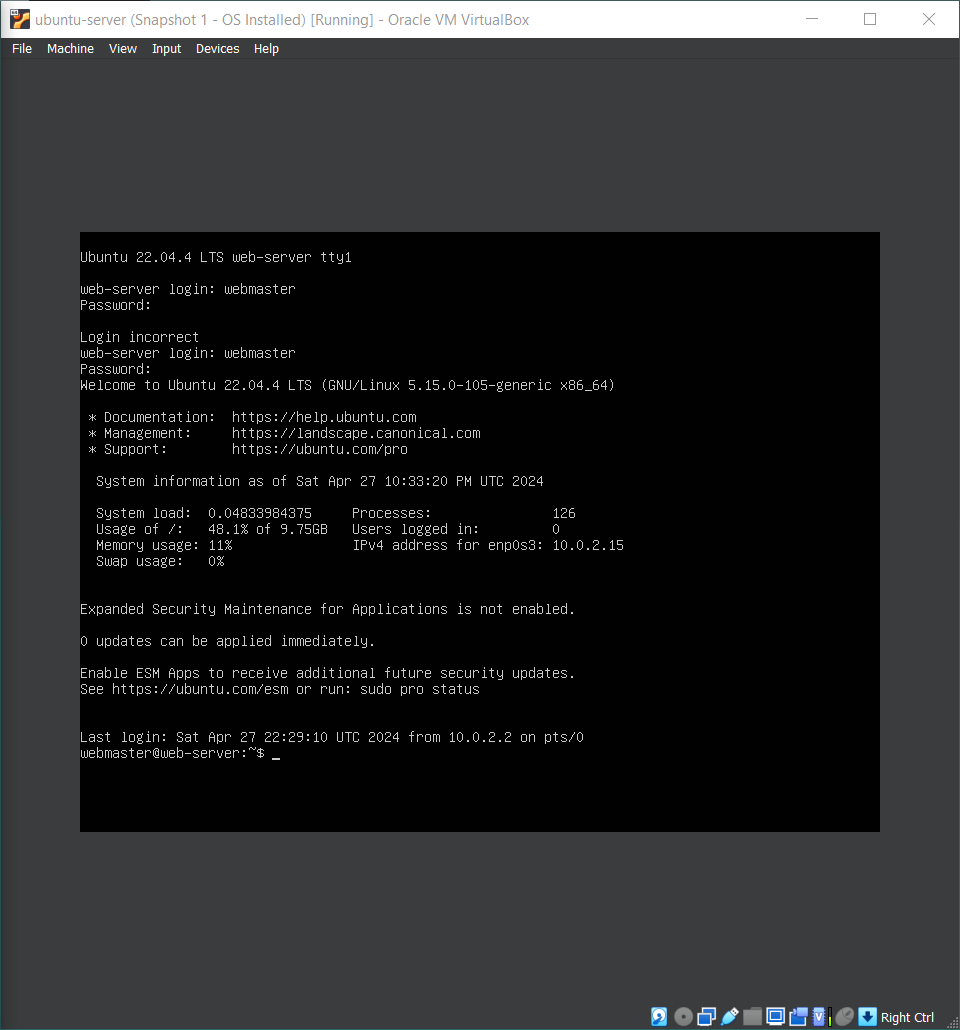 ubuntu-server (Snapshot 1 - OS Installed) [Running] - Oracle VM VirtualBox
File Machine View Input Devices Help
Ubuntu 22.04.4 LTS web-server tty1
web-server login: webmaster
Password:
Login incorrect
web-server login: webmaster
Password:
Welcome to Ubuntu 22.04.4 LTS (GNU/Linux 5.15.0-105-generic x86_64)
* Documentation:  https://help.ubuntu.com
* Management:     https://landscape.canonical.com
* Support:        https://ubuntu.com/pro
System information as of Sat Apr 27 10:33:20 PM UTC 2024
System load:  0.04833984375     Processes:               126
Usage of /:   48.1% of 9.75GB   Users logged in:         0
Memory usage: 11%               IPv4 address for enp0s3: 10.0.2.15
Swap usage:   0%
Expanded Security Maintenance for Applications is not enabled.
0 updates can be applied immediately.
Enable ESM Apps to receive additional future security updates.
See https://ubuntu.com/esm or run: sudo pro status
Last login: Sat Apr 27 22:29:10 UTC 2024 from 10.0.2.2 on pts/0
webmaster@web-server:~$ _
Right Ctrl